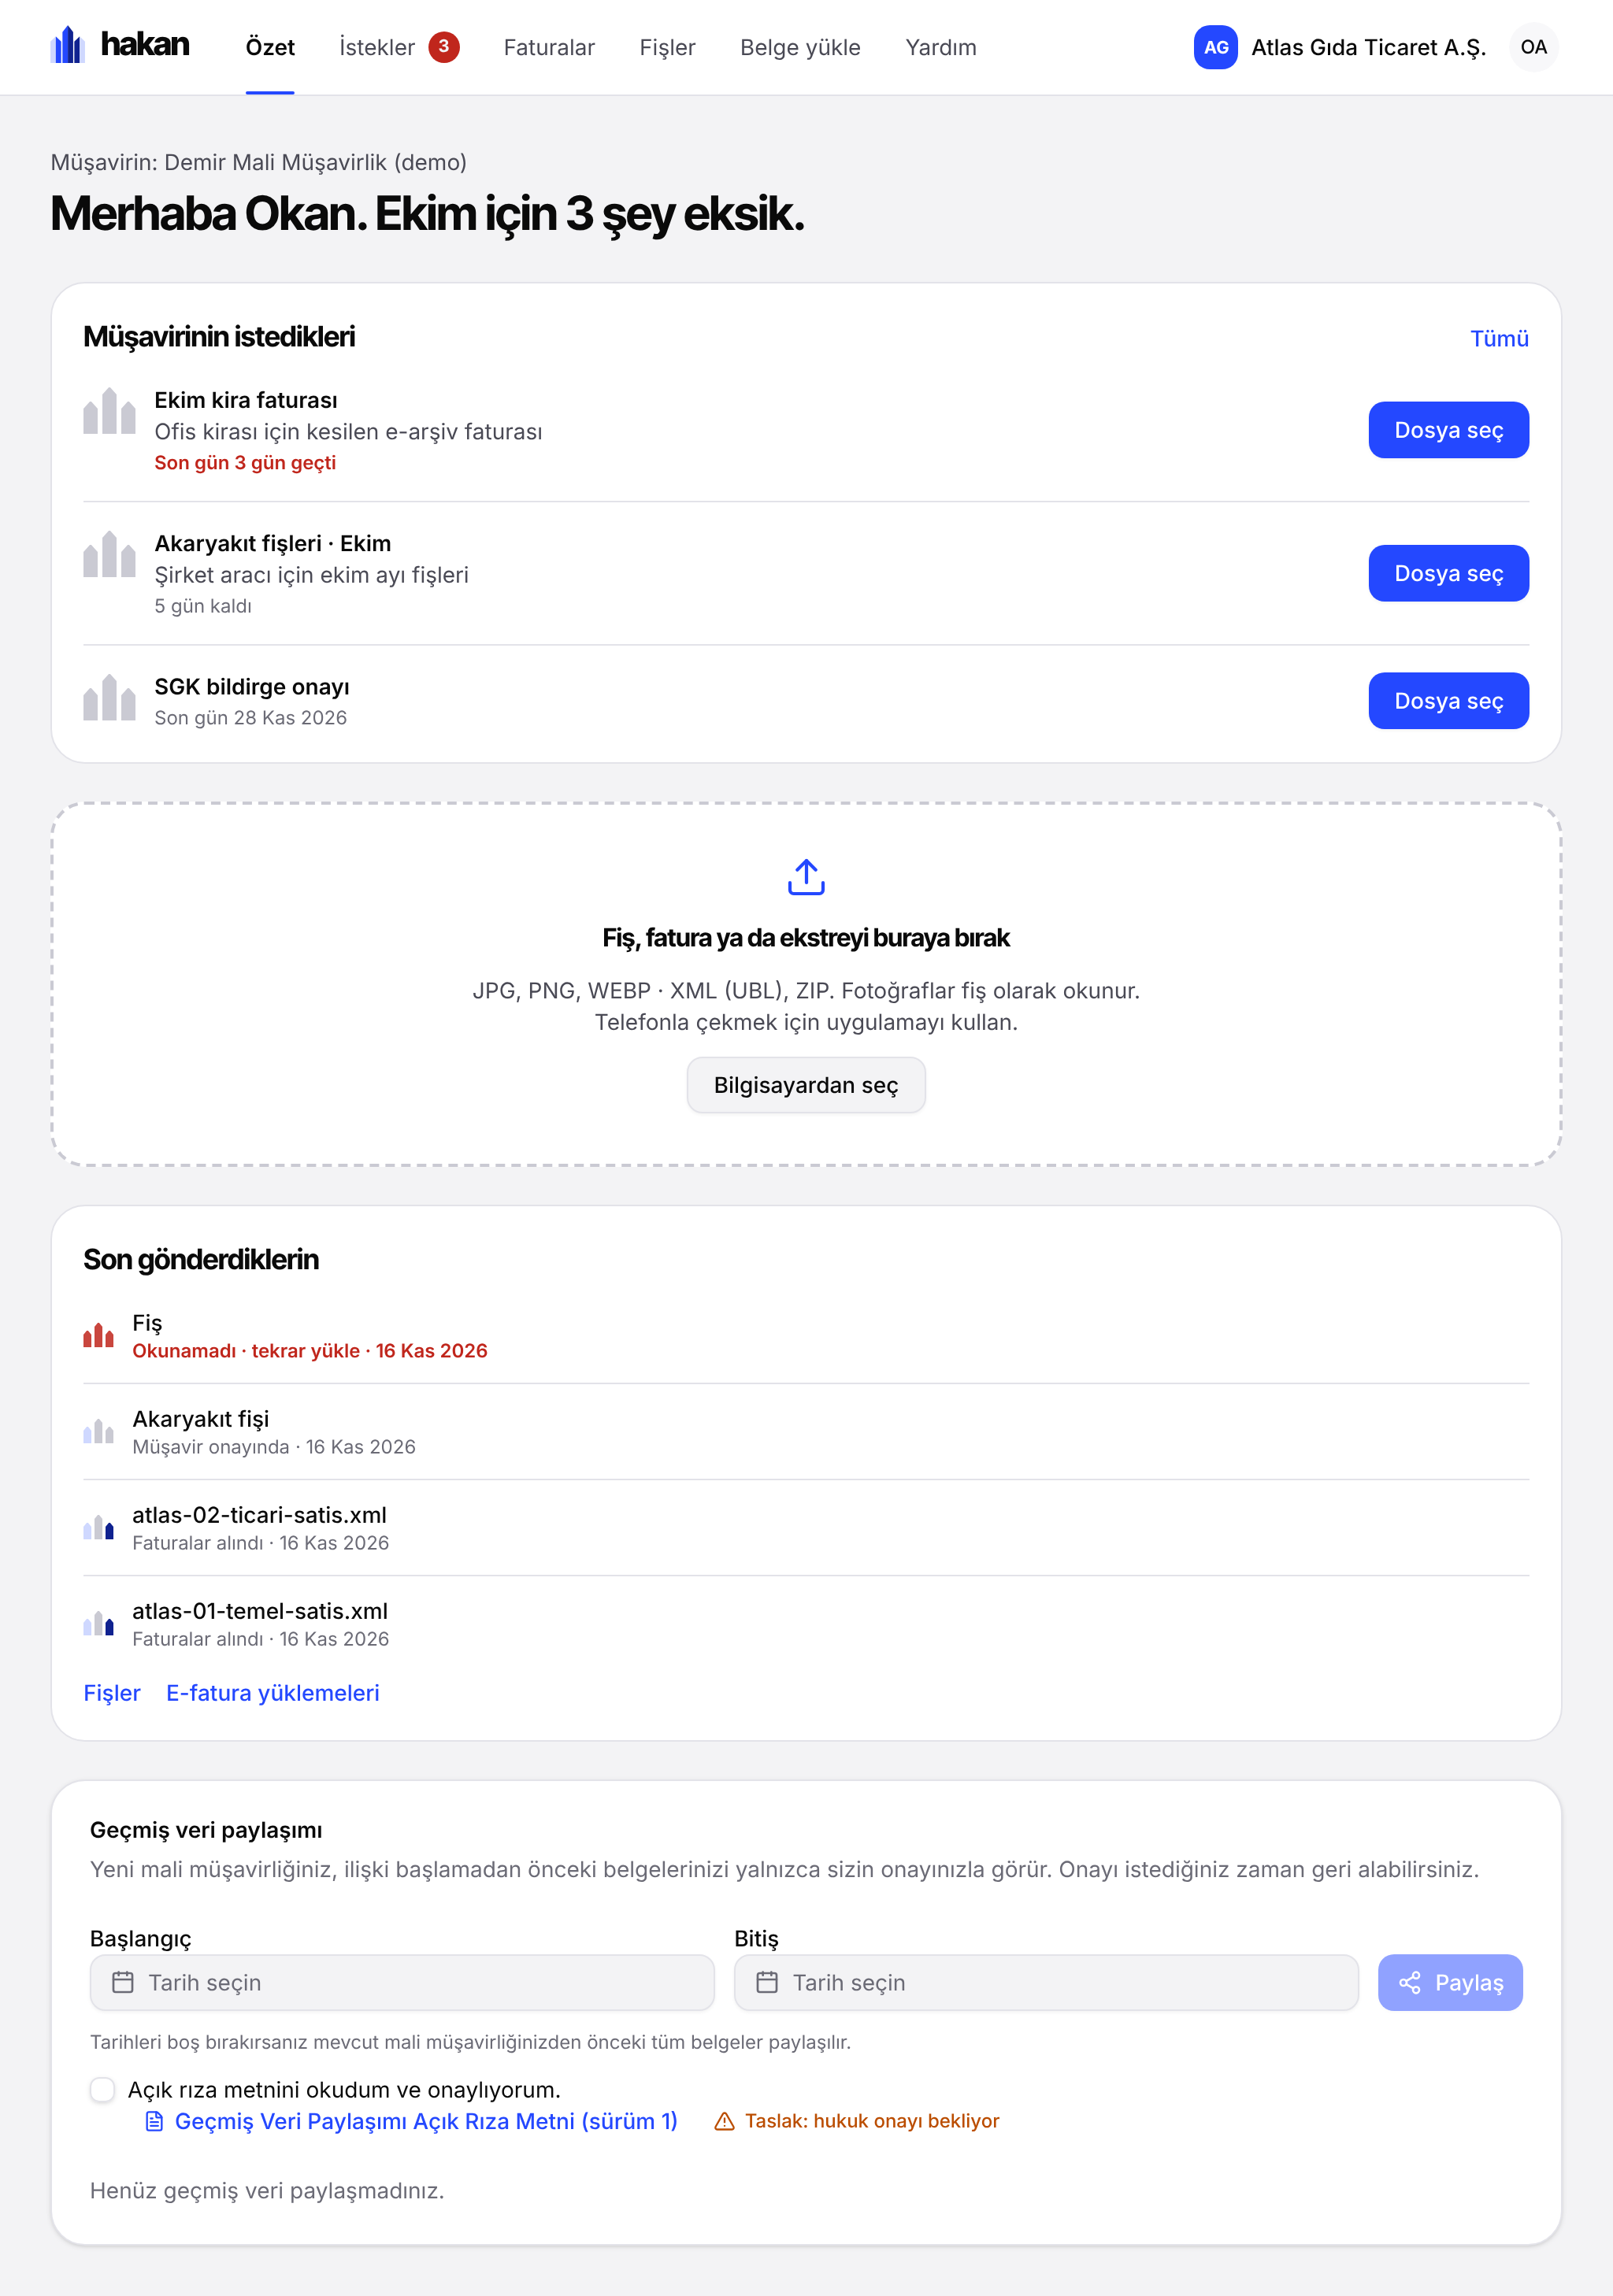 hakan
Özet
İstekler 3
Faturalar
Fişler
Belge yükle
Yardım
AG
Atlas Gıda Ticaret A.Ş.
OA
Müşavirin: Demir Mali Müşavirlik (demo)
Merhaba Okan. Ekim için 3 şey eksik.
Müşavirinin istedikleri
Tümü
Ekim kira faturası
Ofis kirası için kesilen e-arşiv faturası
Son gün 3 gün geçti
Dosya seç
Akaryakıt fişleri · Ekim
Şirket aracı için ekim ayı fişleri
5 gün kaldı
Dosya seç
SGK bildirge onayı
Son gün 28 Kas 2026
Dosya seç
Fiş, fatura ya da ekstreyi buraya bırak
JPG, PNG, WEBP · XML (UBL), ZIP. Fotoğraflar fiş olarak okunur.
Telefonla çekmek için uygulamayı kullan.
Bilgisayardan seç
Son gönderdiklerin
Fiş
Okunamadı · tekrar yükle · 16 Kas 2026
Akaryakıt fişi
Müşavir onayında · 16 Kas 2026
atlas-02-ticari-satis.xml
Faturalar alındı · 16 Kas 2026
atlas-01-temel-satis.xml
Faturalar alındı · 16 Kas 2026
Fişler
E-fatura yüklemeleri
Geçmiş veri paylaşımı
Yeni mali müşavirliğiniz, ilişki başlamadan önceki belgelerinizi yalnızca sizin onayınızla görür. Onayı istediğiniz zaman geri alabilirsiniz.
Başlangıç
Tarih seçin
Bitiş
Tarih seçin
Paylaş
Tarihleri boş bırakırsanız mevcut mali müşavirliğinizden önceki tüm belgeler paylaşılır.
Açık rıza metnini okudum ve onaylıyorum.
Geçmiş Veri Paylaşımı Açık Rıza Metni (sürüm 1)
Taslak: hukuk onayı bekliyor
Henüz geçmiş veri paylaşmadınız.